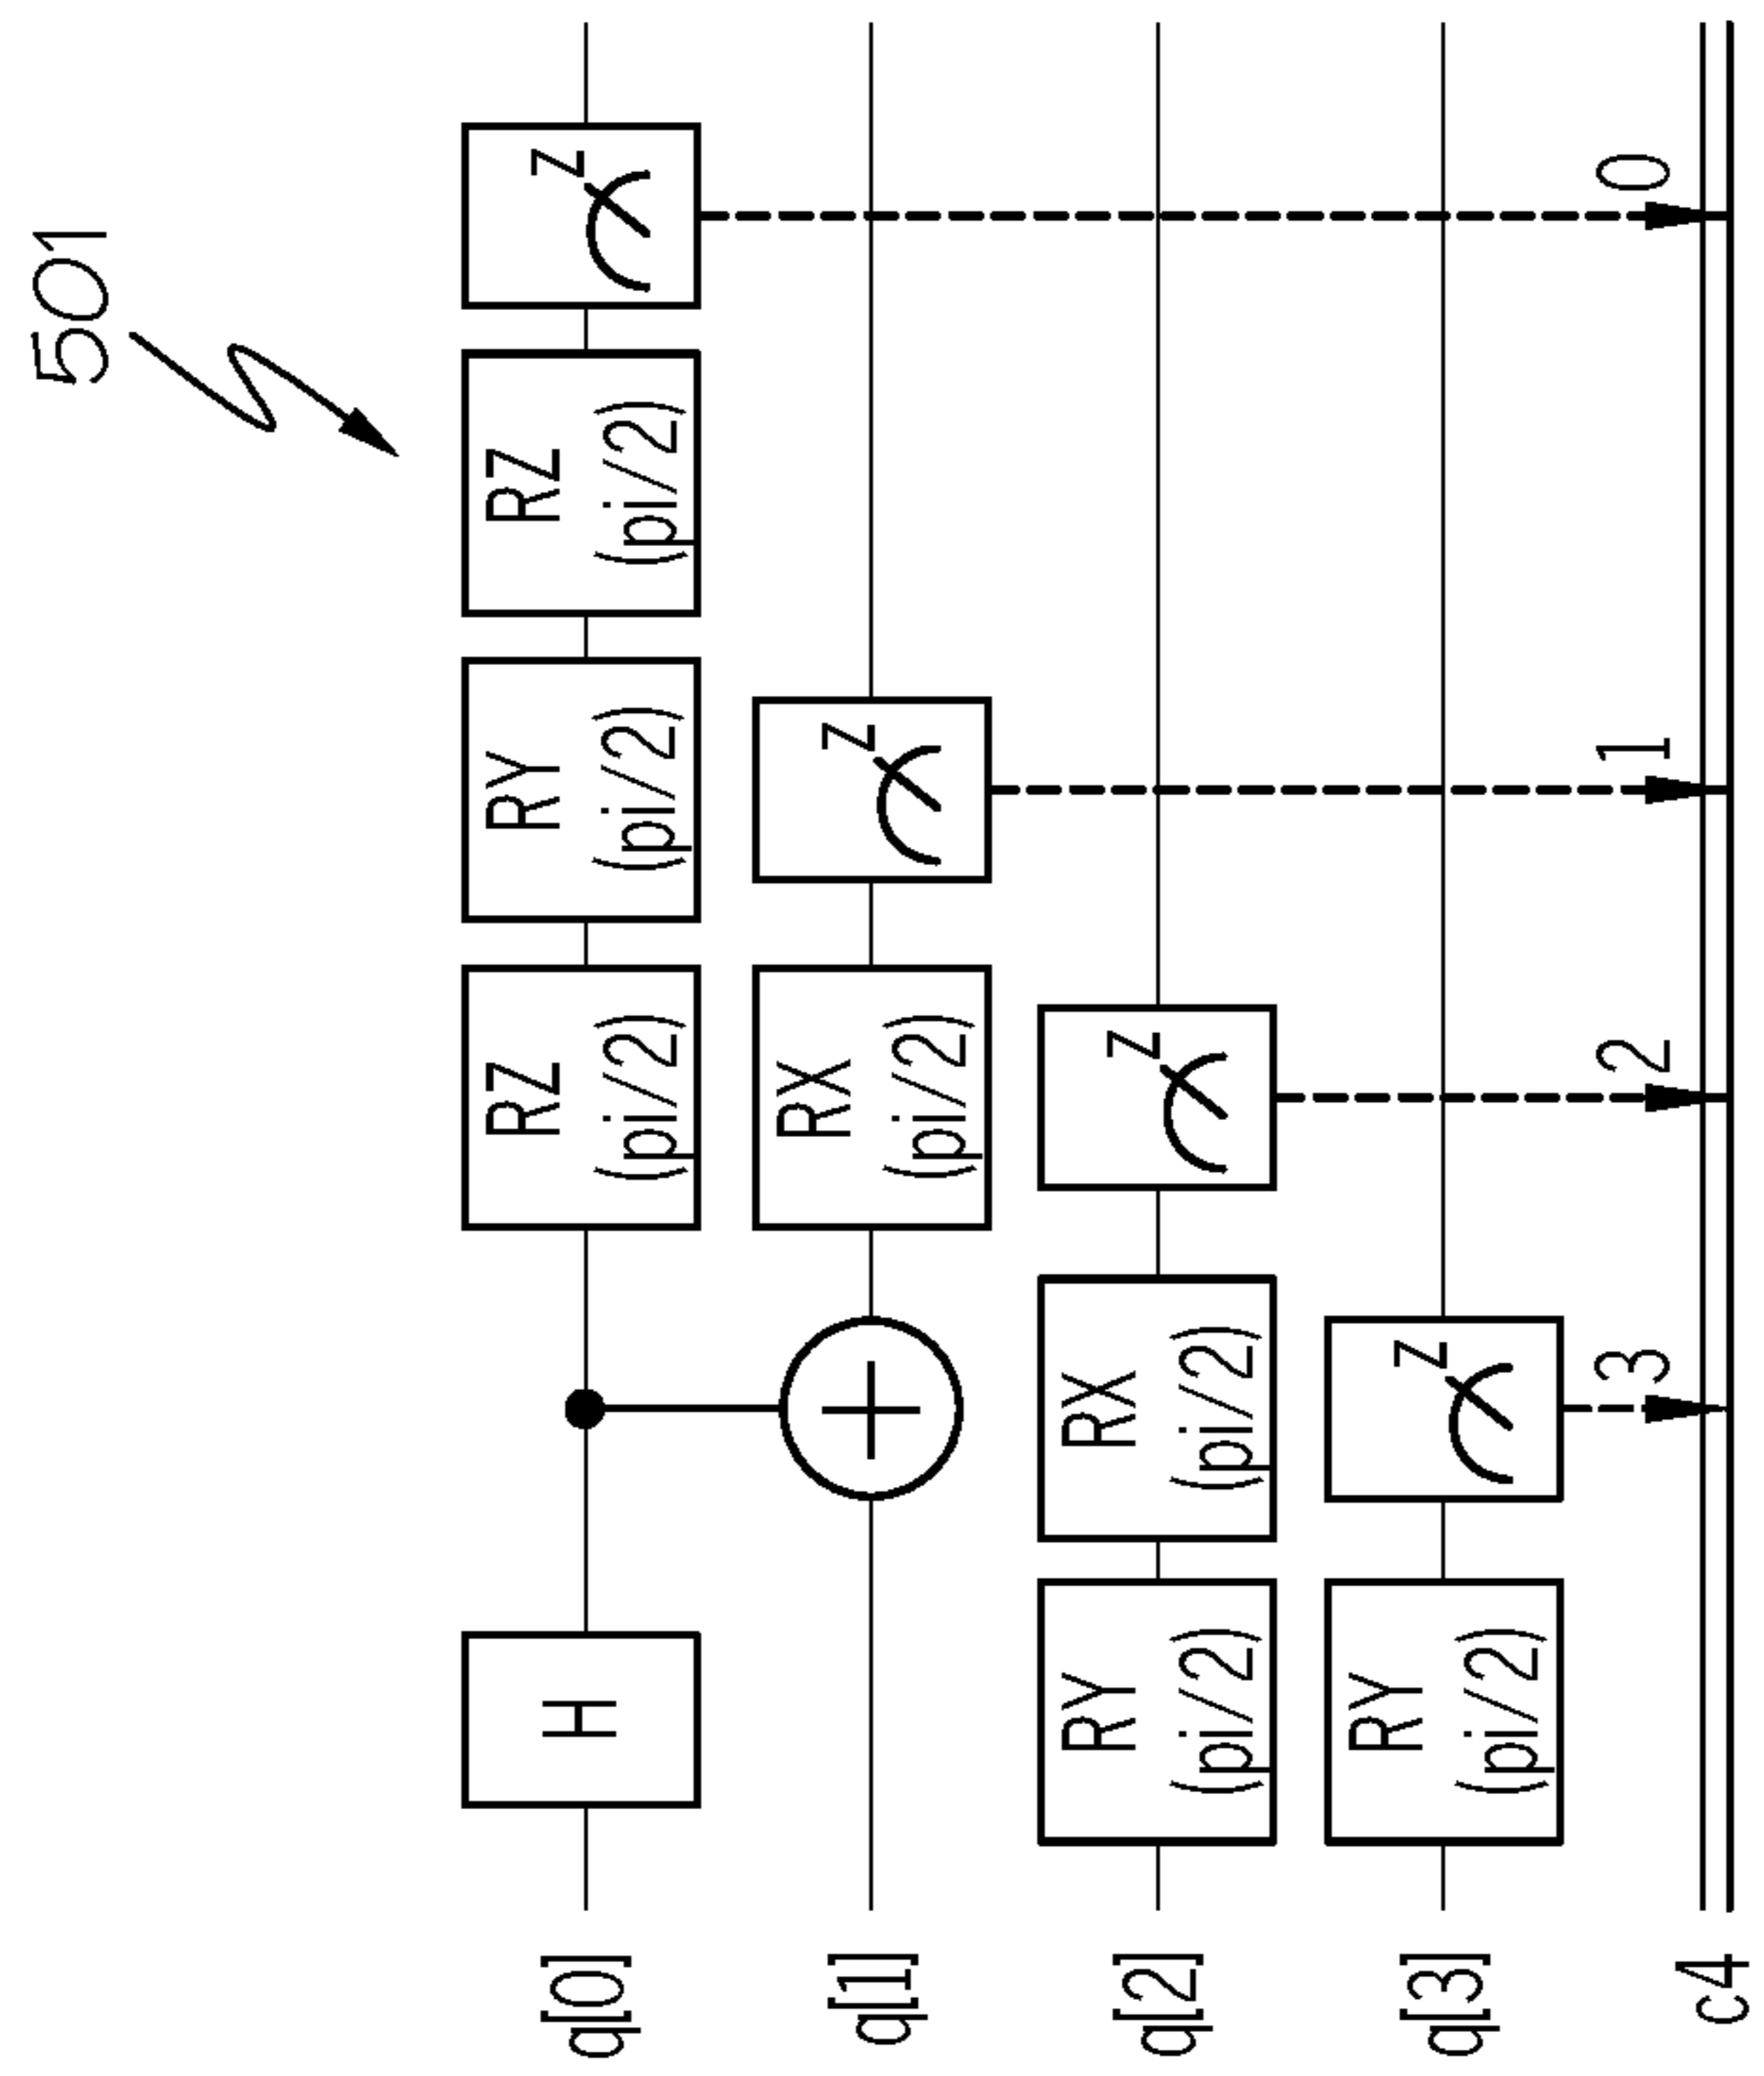 501
q[0]
H
RZ
(pi/2)
RY
(pi/2)
RZ
(pi/2)
Z
q[1]
RX
(pi/2)
Z
q[2]
RY
(pi/2)
RX
(pi/2)
Z
q[3]
RY
(pi/2)
Z
3
2
1
0
c4